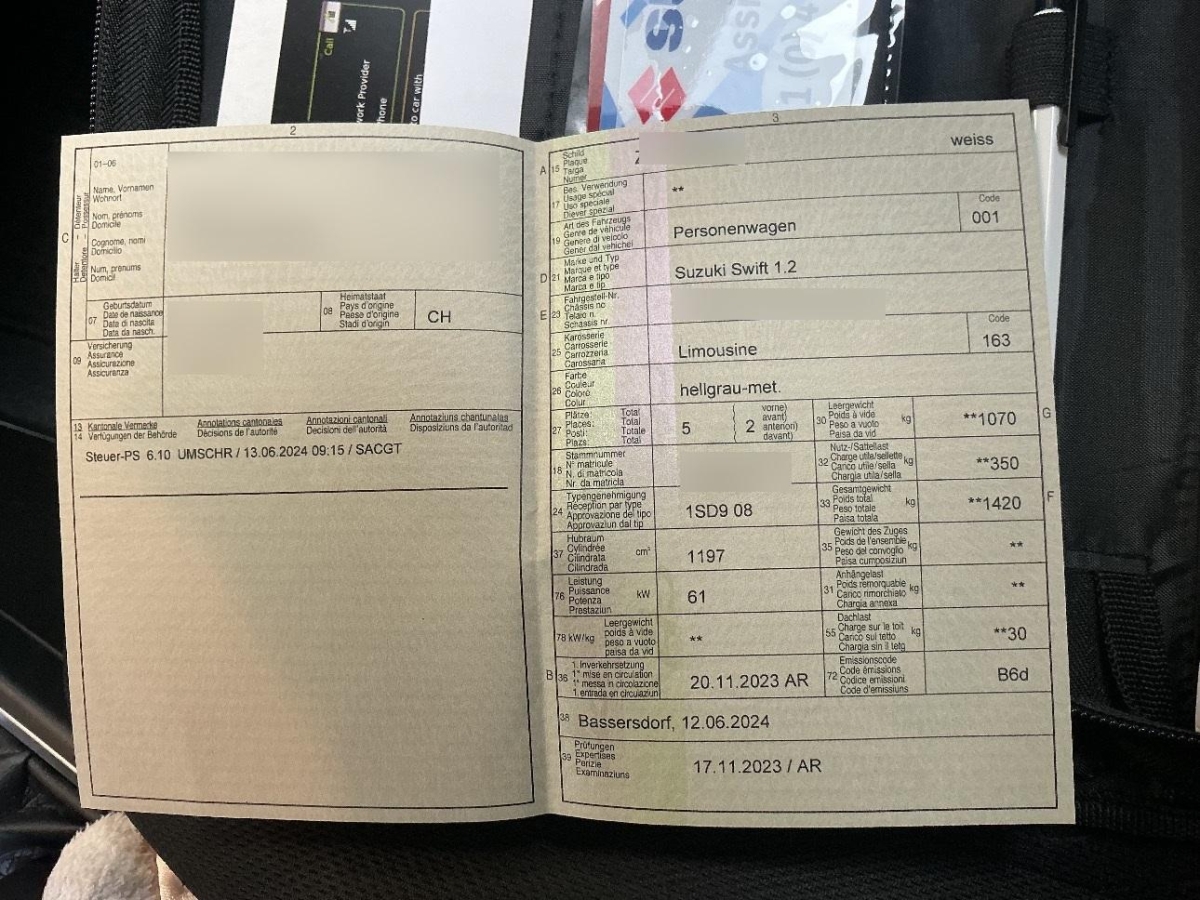 Call
work Provider
hone
to car with
Assi
2
01–06
C
Halter – Détenteur
Detentore – Possessur
Name, Vornamen
Wohnort
Nom, prénoms
Domicile
Cognome, nomi
Domicilio
Num, prenums
Domicil
07
Geburtsdatum
Date de naissance
Data di nascita
Data da nasch.
08
Heimatstaat
Pays d'origine
Paese d'origine
Stadi d'origin
CH
09
Versicherung
Assurance
Assicurazione
Assicuranza
13 Kantonale Vermerke Annotations cantonales Annotazioni cantonali Annotaziuns chantunalas
14 Verfügungen der Behörde Décisions de l'autorité Decisioni dell'autorità Disposiziuns da l'autoritad
Steuer-PS 6.10 UMSCHR / 13.06.2024 09:15 / SACGT
3
A 15
Schild
Plaque
Targa
Numer
Z
weiss
17
Bes. Verwendung
Usage spécial
Uso speciale
Diever spezial
**
19
Art des Fahrzeugs
Genre de véhicule
Genere di veicolo
Gener dal vehichel
Personenwagen
Code
001
D 21
Marke und Typ
Marque et type
Marca e tipo
Marca e tip
Suzuki Swift 1.2
E 23
Fahrgestell-Nr.
Châssis no
Telaio n.
Schassis nr.
25
Karosserie
Carrosserie
Carrozzeria
Carossaria
Limousine
Code
163
26
Farbe
Couleur
Colore
Colur
hellgrau-met.
27
Plätze: Total
Places: Total
Posti: Totale
Plazs: Total
5
2
vorne)
avant)
anteriori)
davant)
30
Leergewicht
Poids à vide
Peso a vuoto
Paisa da vid
kg
**1070
G
18
Stammnummer
N° matricule
N. di matricola
Nr. da matricla
32
Nutz-/Sattellast
Charge utile/sellette
Carico utile/sella
Chargia utila/sella
kg
**350
24
Typengenehmigung
Réception par type
Approvazione del tipo
Approvaziun dal tip
1SD9 08
33
Gesamtgewicht
Poids total
Peso totale
Paisa totala
kg
**1420
F
37
Hubraum
Cylindrée
Cilindrata
Cilindrada
cm³
1197
35
Gewicht des Zuges
Poids de l'ensemble
Peso del convoglio
Paisa cumposiziun
kg
**
76
Leistung
Puissance
Potenza
Prestaziun
kW
61
31
Anhängelast
Poids remorquable
Carico rimorchiato
Chargia annexa
kg
**
78 kW/kg
Leergewicht
poids à vide
peso a vuoto
paisa da vid
**
55
Dachlast
Charge sur le toit
Carico sul tetto
Chargia sin il tetg
kg
**30
B 36
1. Inverkehrsetzung
1re mise en circulation
1a messa in circolazione
1. entrada en circulaziun
20.11.2023 AR
72
Emissionscode
Code émissions
Codice emissioni
Code d'emissiuns
B6d
38
Bassersdorf, 12.06.2024
39
Prüfungen
Expertises
Perizie
Examinaziuns
17.11.2023 / AR